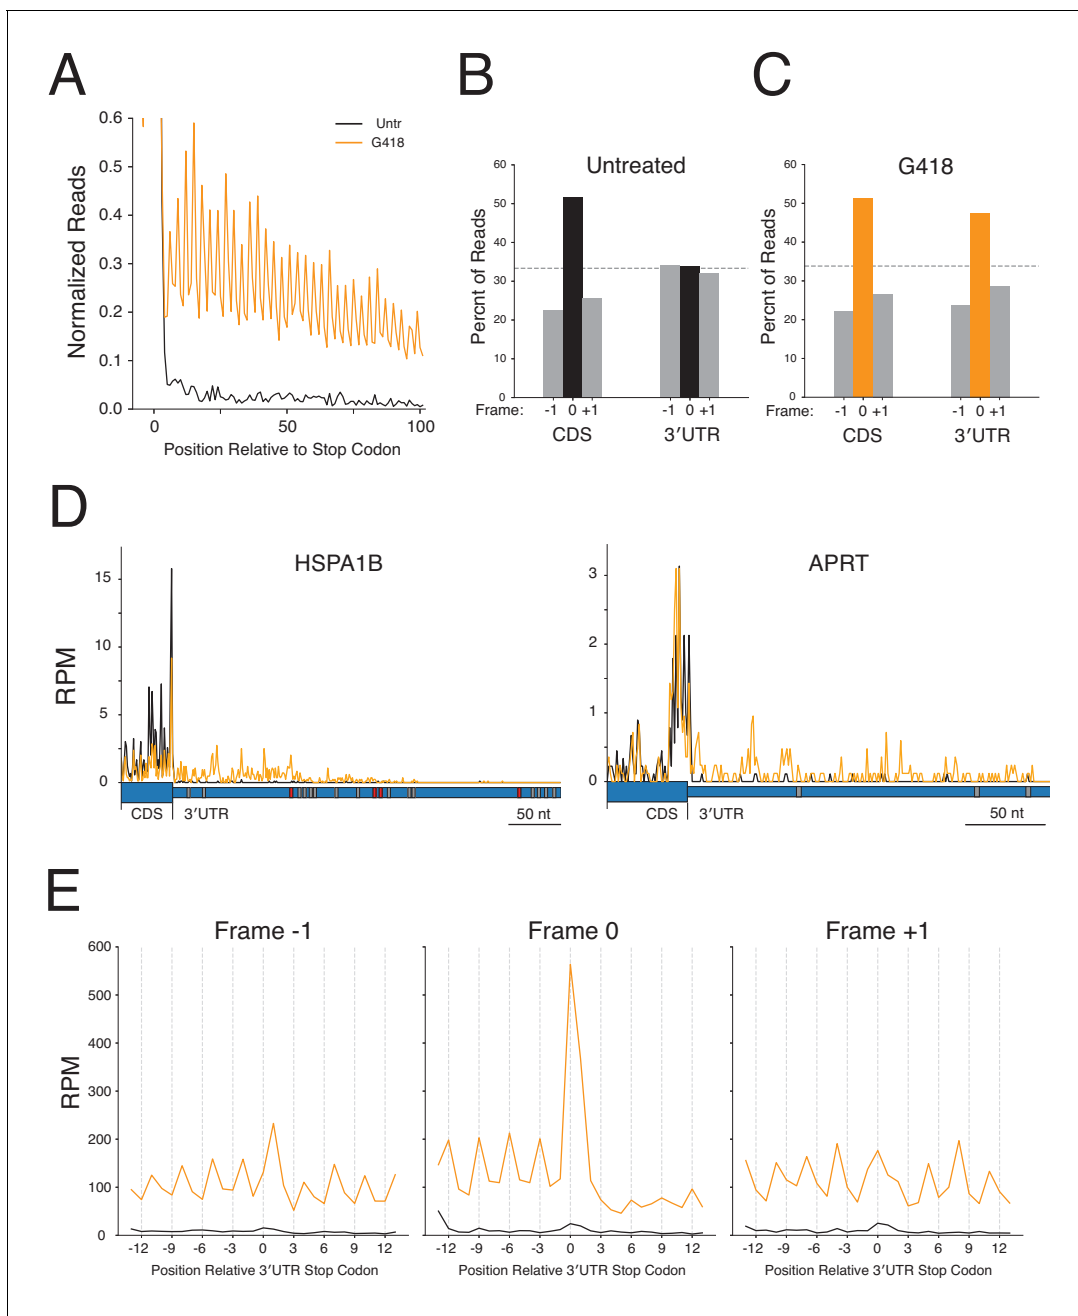 A
B
C
0.6
0.5
0.4
0.3
0.2
0.1
0.0
Normalized Reads
Untr
G418
0 50 100
Position Relative to Stop Codon
Untreated
60
50
40
30
20
10
0
Percnt of Reads
Frame: -1 0 +1 -1 0 +1
CDS 3′UTR
G418
60
50
40
30
20
10
0
Percnt of Reads
Frame: -1 0 +1 -1 0 +1
CDS 3′UTR
D
HSPA1B
15
10
5
0
RPM
CDS 3′UTR
50 nt
APRT
3
2
1
0
CDS 3′UTR
50 nt
E
Frame -1
Frame 0
Frame +1
600
500
400
300
200
100
0
RPM
-12 -9 -6 -3 0 3 6 9 12
-12 -9 -6 -3 0 3 6 9 12
-12 -9 -6 -3 0 3 6 9 12
Position Relative 3′UTR Stop Codon
Position Relative 3′UTR Stop Codon
Position Relative 3′UTR Stop Codon